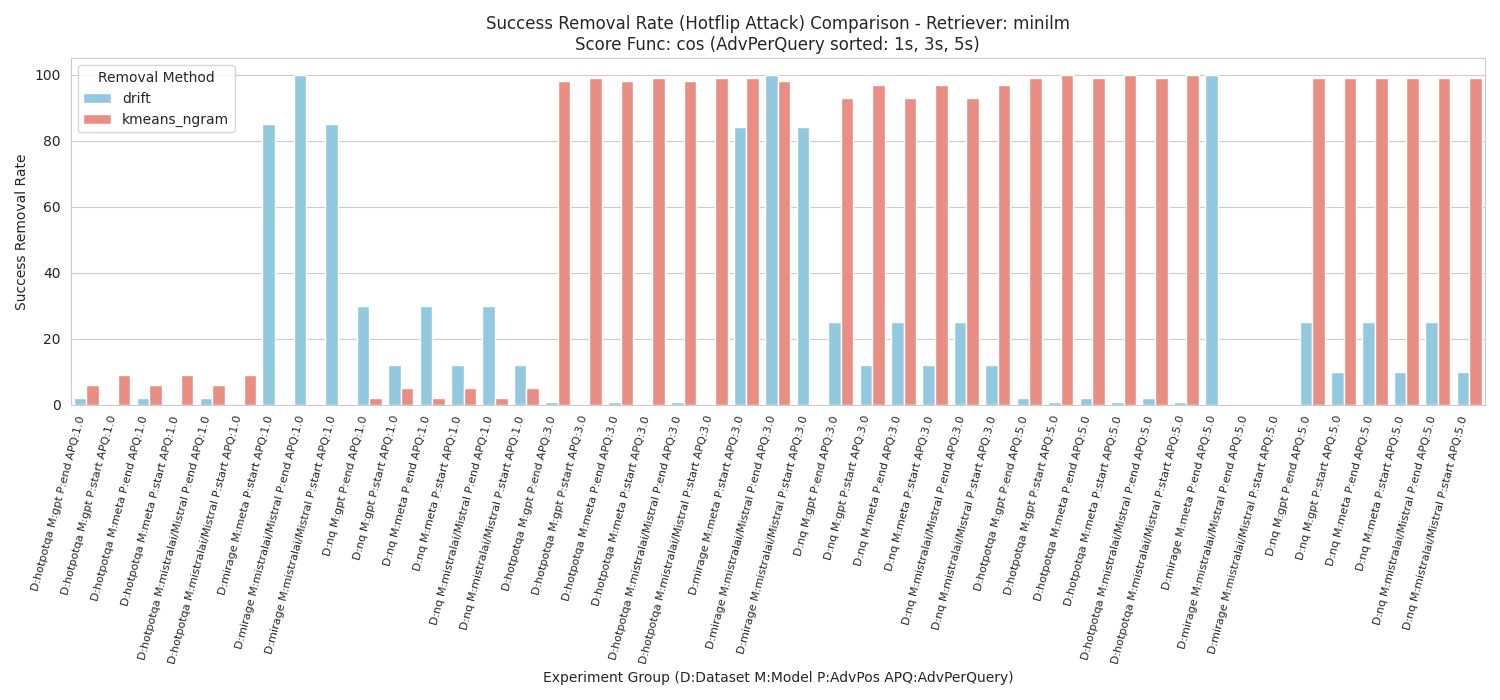 Success Removal Rate (Hotflip Attack) Comparison - Retriever: minilm
Score Func: cos (AdvPerQuery sorted: 1s, 3s, 5s)
Removal Method
drift
kmeans_ngram
Success Removal Rate
100
80
60
40
20
0
D:hotpotqa M:gpt P:end APQ:1.0
D:hotpotqa M:gpt P:start APQ:1.0
D:hotpotqa M:meta P:end APQ:1.0
D:hotpotqa M:meta P:start APQ:1.0
D:hotpotqa M:mistralai/Mistral P:end APQ:1.0
D:hotpotqa M:mistralai/Mistral P:start APQ:1.0
D:mirage M:meta P:start APQ:1.0
D:mirage M:mistralai/Mistral P:end APQ:1.0
D:mirage M:mistralai/Mistral P:start APQ:1.0
D:nq M:gpt P:end APQ:1.0
D:nq M:gpt P:start APQ:1.0
D:nq M:meta P:end APQ:1.0
D:nq M:meta P:start APQ:1.0
D:nq M:mistralai/Mistral P:end APQ:1.0
D:nq M:mistralai/Mistral P:start APQ:1.0
D:hotpotqa M:gpt P:end APQ:3.0
D:hotpotqa M:gpt P:start APQ:3.0
D:hotpotqa M:meta P:end APQ:3.0
D:hotpotqa M:meta P:start APQ:3.0
D:hotpotqa M:mistralai/Mistral P:end APQ:3.0
D:hotpotqa M:mistralai/Mistral P:start APQ:3.0
D:mirage M:meta P:start APQ:3.0
D:mirage M:mistralai/Mistral P:end APQ:3.0
D:mirage M:mistralai/Mistral P:start APQ:3.0
D:nq M:gpt P:end APQ:3.0
D:nq M:gpt P:start APQ:3.0
D:nq M:meta P:end APQ:3.0
D:nq M:meta P:start APQ:3.0
D:nq M:mistralai/Mistral P:end APQ:3.0
D:nq M:mistralai/Mistral P:start APQ:3.0
D:hotpotqa M:gpt P:end APQ:5.0
D:hotpotqa M:gpt P:start APQ:5.0
D:hotpotqa M:meta P:end APQ:5.0
D:hotpotqa M:meta P:start APQ:5.0
D:hotpotqa M:mistralai/Mistral P:end APQ:5.0
D:hotpotqa M:mistralai/Mistral P:start APQ:5.0
D:mirage M:meta P:end APQ:5.0
D:mirage M:mistralai/Mistral P:end APQ:5.0
D:mirage M:mistralai/Mistral P:start APQ:5.0
D:nq M:gpt P:end APQ:5.0
D:nq M:gpt P:start APQ:5.0
D:nq M:meta P:end APQ:5.0
D:nq M:meta P:start APQ:5.0
D:nq M:mistralai/Mistral P:end APQ:5.0
D:nq M:mistralai/Mistral P:start APQ:5.0
Experiment Group (D:Dataset M:Model P:AdvPos APQ:AdvPerQuery)